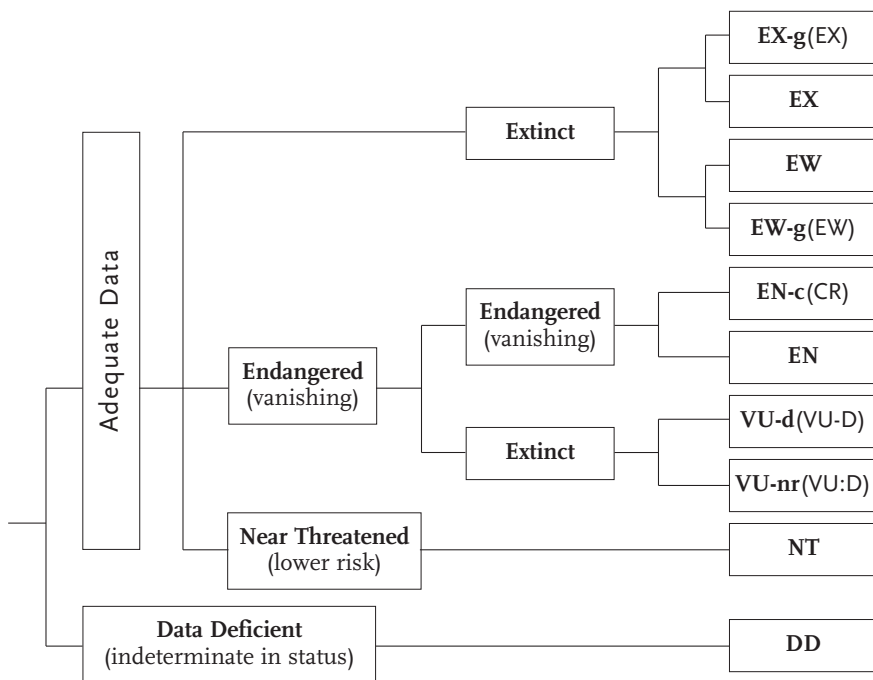 EX-g(EX)
EX
Extinct
EW
EW-g(EW)
Adequate Data
EN-c(CR)
Endangered
(vanishing)
EN
Endangered
(vanishing)
VU-d(VU-D)
Extinct
VU-nr(VU:D)
Near Threatened
(lower risk)
NT
Data Deficient
(indeterminate in status)
DD